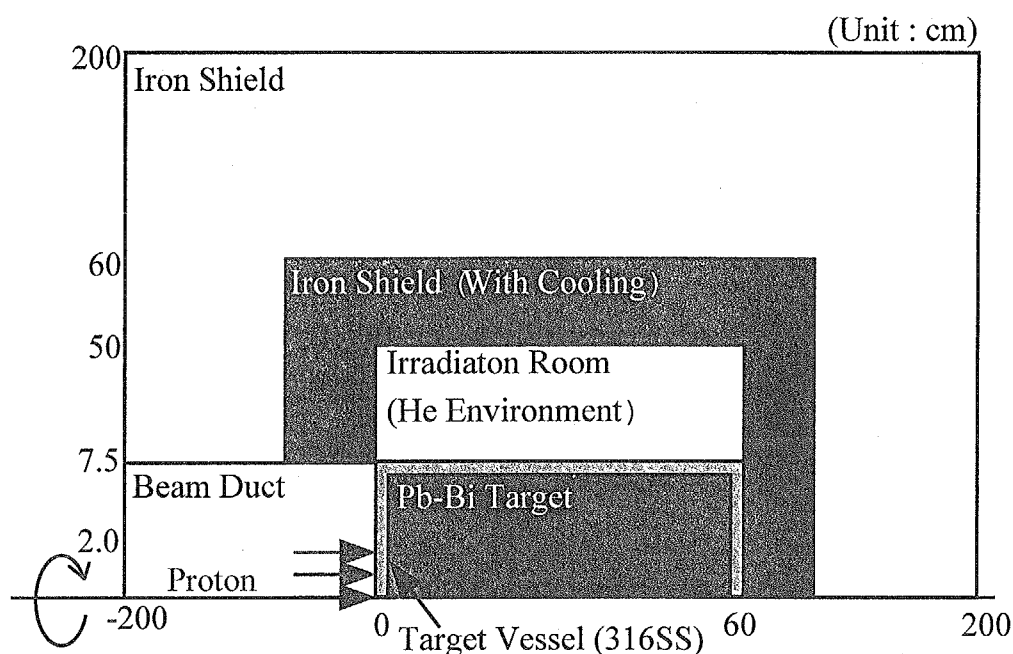 (Unit : cm)
200
Iron Shield
60
Iron Shield (With Cooling)
50
Irradiaton Room
(He Environment)
7.5
Beam Duct
Pb-Bi Target
2.0
Proton
-200
0
60
200
Target Vessel (316SS)